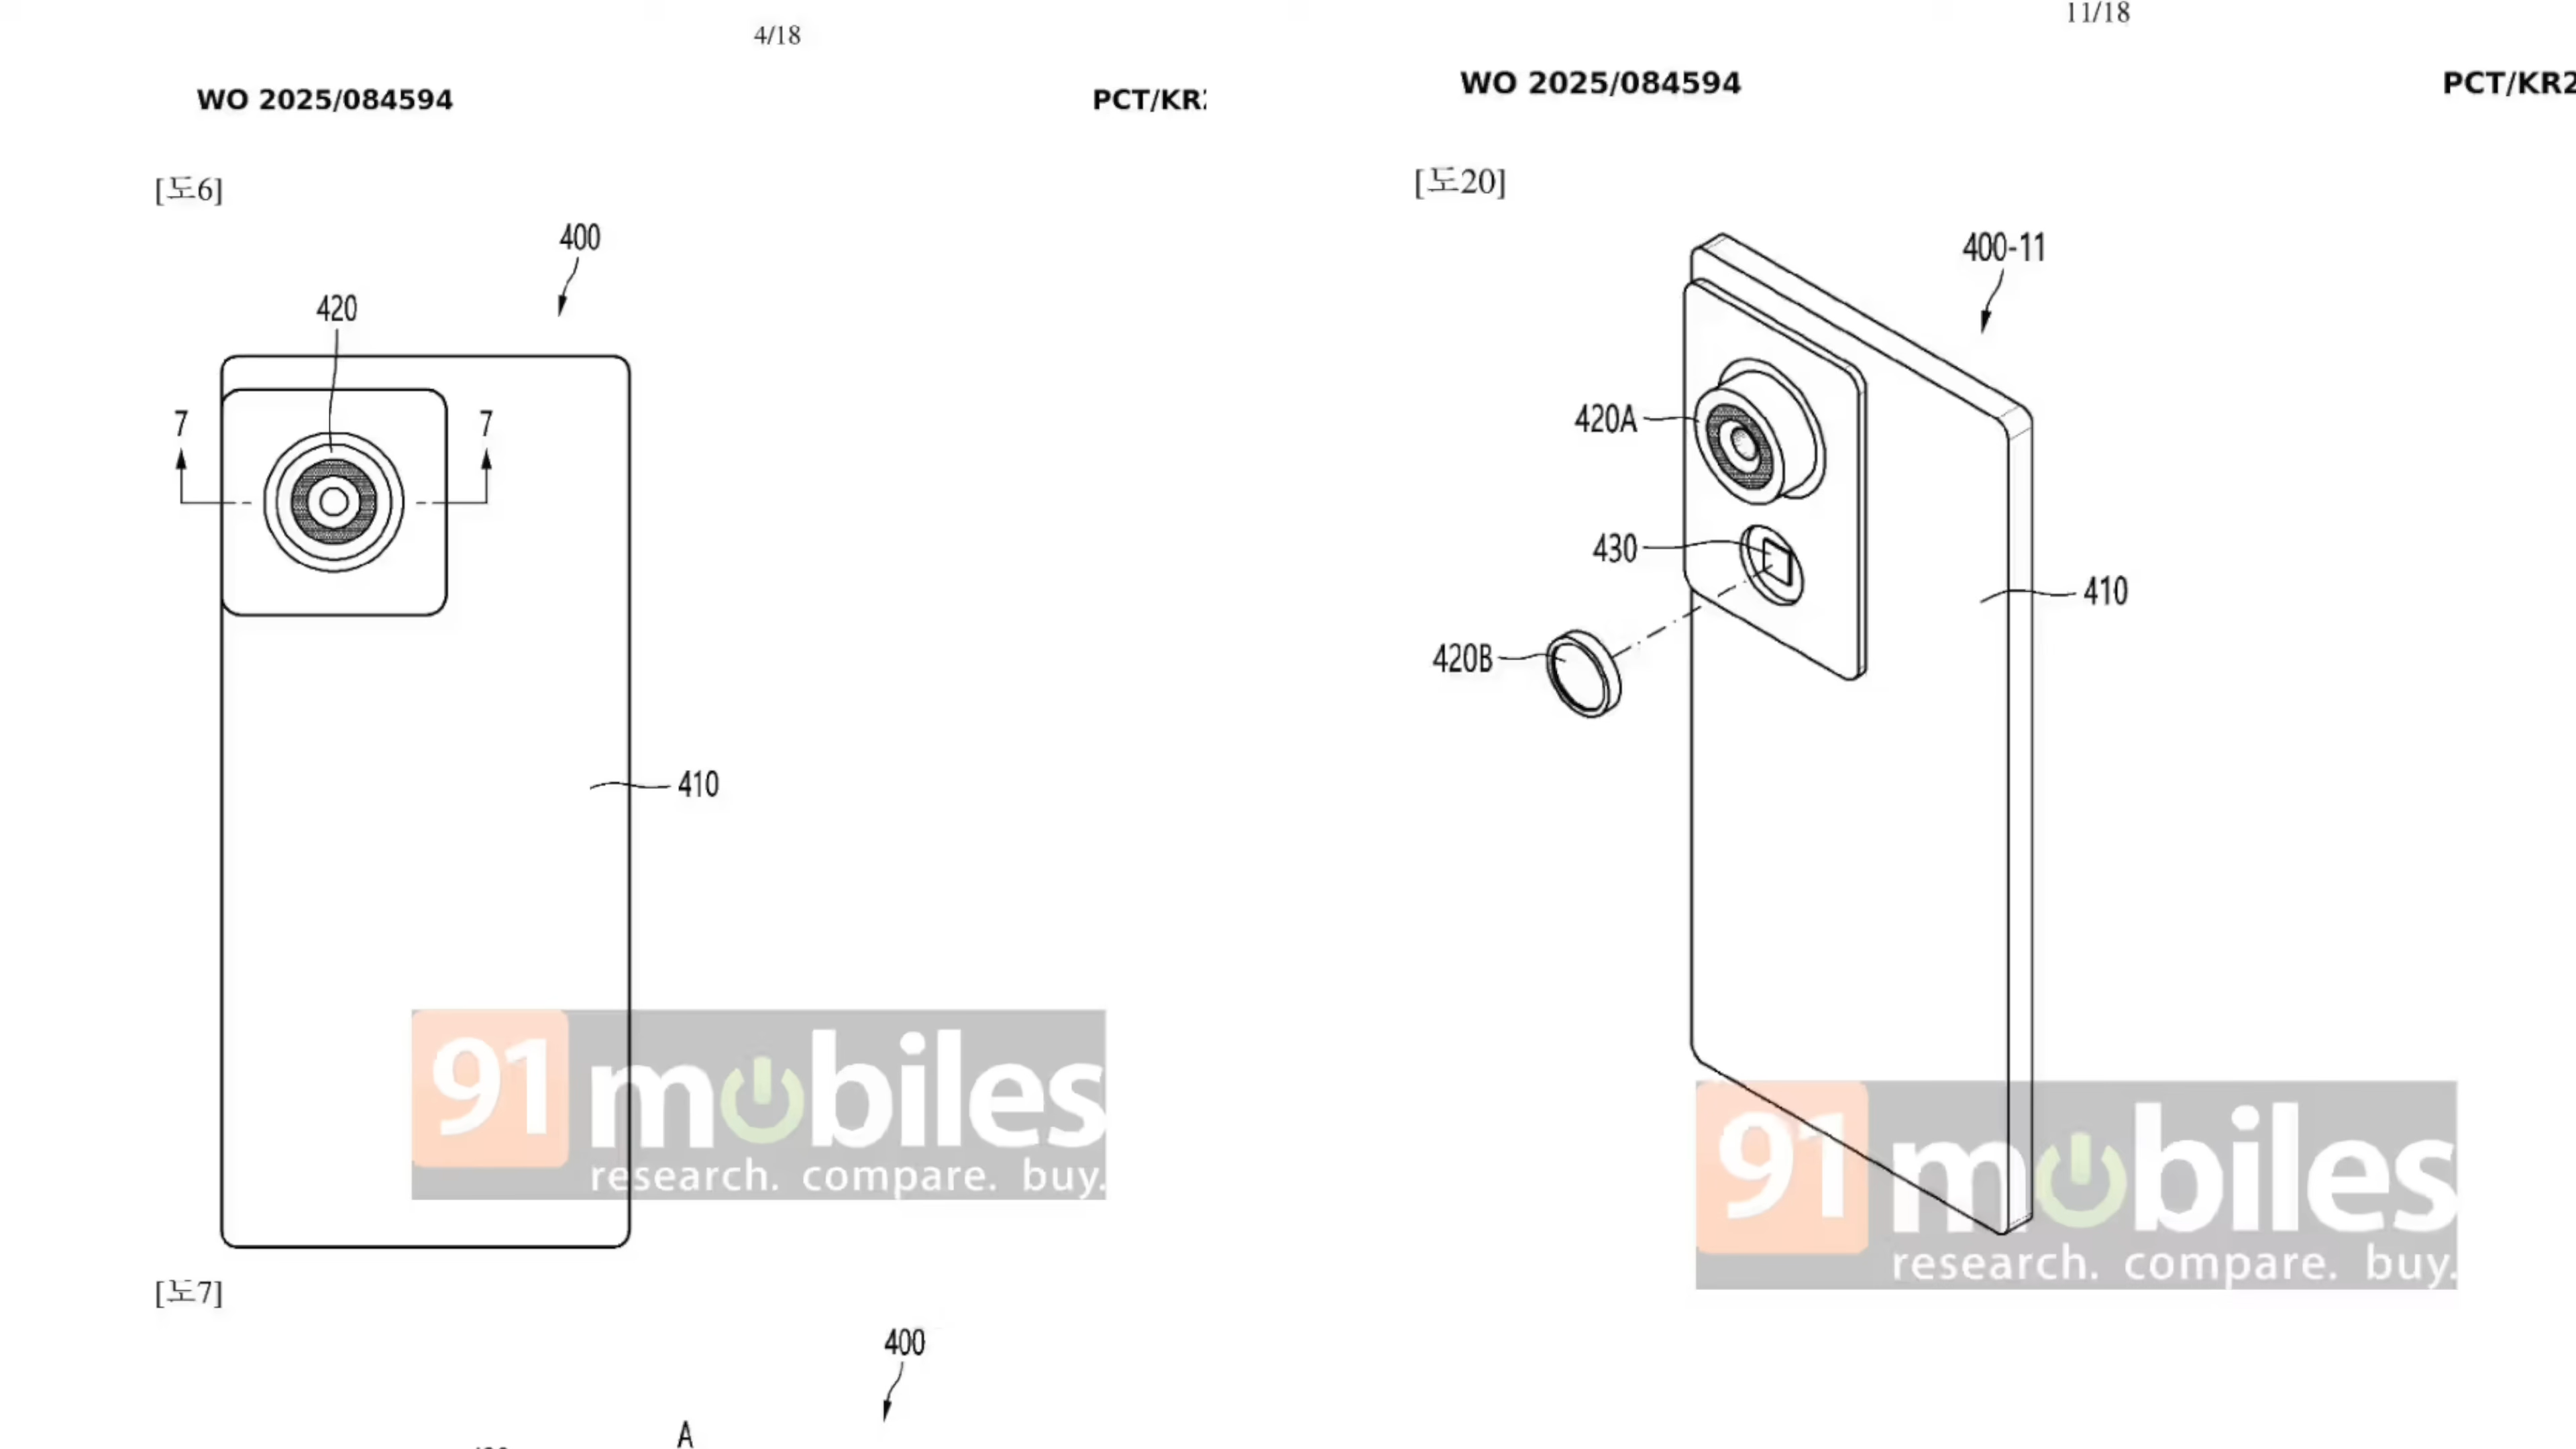 4/18
WO 2025/084594
PCT/KR2
[도6]
400
420
7
7
410
91mobiles
research. compare. buy.
[도7]
400
A
11/18
WO 2025/084594
PCT/KR2
[도20]
400-11
420A
430
410
420B
91mobiles
research. compare. buy.